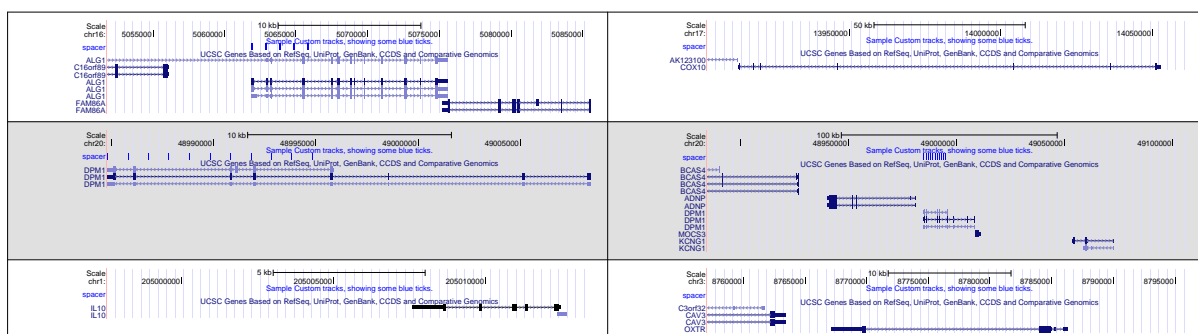 Scale 10 kb
chr16: 5055000 5060000 5065000 5070000 5075000 5080000 5085000
Sample Custom tracks, showing some blue ticks.
spacer
UCSC Genes Based on RefSeq, UniProt, GenBank, CCDS and Comparative Genomics
ALG1
C16orf89
C16orf89
ALG1
ALG1
ALG1
FAM86A
FAM86A
Scale 50 kb
chr17: 13950000 14000000 14050000
Sample Custom tracks, showing some blue ticks.
spacer
UCSC Genes Based on RefSeq, UniProt, GenBank, CCDS and Comparative Genomics
AK123100
COX10
Scale 10 kb
chr20: 48990000 48995000 49000000 49005000
Sample Custom tracks, showing some blue ticks.
spacer
UCSC Genes Based on RefSeq, UniProt, GenBank, CCDS and Comparative Genomics
DPM1
DPM1
DPM1
Scale 100 kb
chr20: 48950000 49000000 49050000 49100000
Sample Custom tracks, showing some blue ticks.
spacer
UCSC Genes Based on RefSeq, UniProt, GenBank, CCDS and Comparative Genomics
BCAS4
BCAS4
BCAS4
BCAS4
ADNP
ADNP
DPM1
DPM1
DPM1
MOCS3
KCNG1
KCNG1
Scale 5 kb
chr1: 205000000 205005000 205010000
Sample Custom tracks, showing some blue ticks.
spacer
UCSC Genes Based on RefSeq, UniProt, GenBank, CCDS and Comparative Genomics
IL10
IL10
Scale 10 kb
chr3: 8760000 8765000 8770000 8775000 8780000 8785000 8790000 8795000
Sample Custom tracks, showing some blue ticks.
spacer
UCSC Genes Based on RefSeq, UniProt, GenBank, CCDS and Comparative Genomics
C3orf32
CAV3
CAV3
OXTR